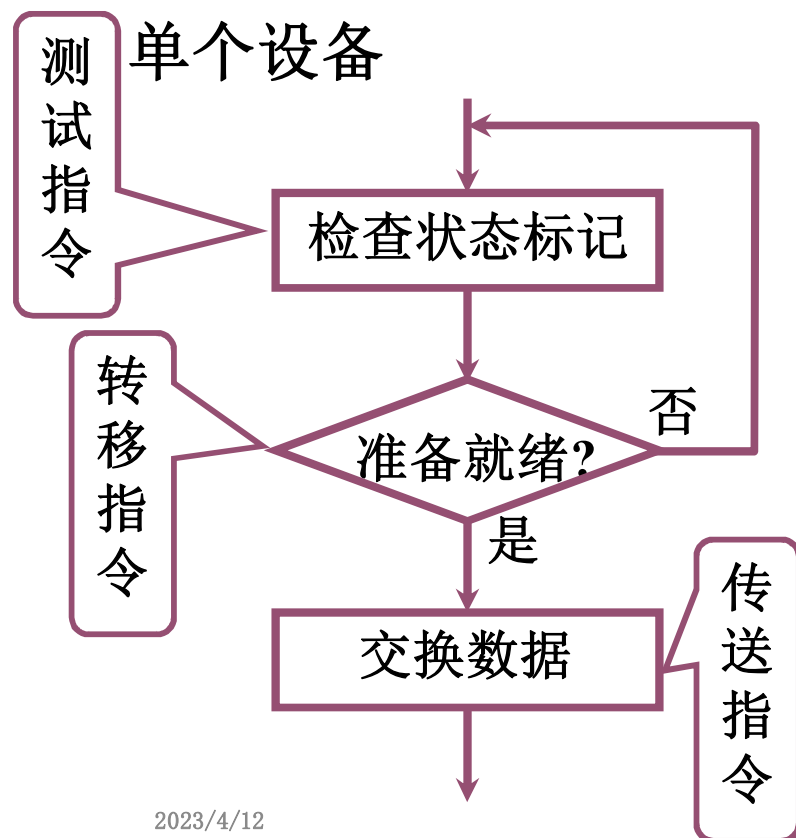 单个设备
测试指令
检查状态标记
转移指令
准备就绪?
否
是
交换数据
传送指令
2023/4/12